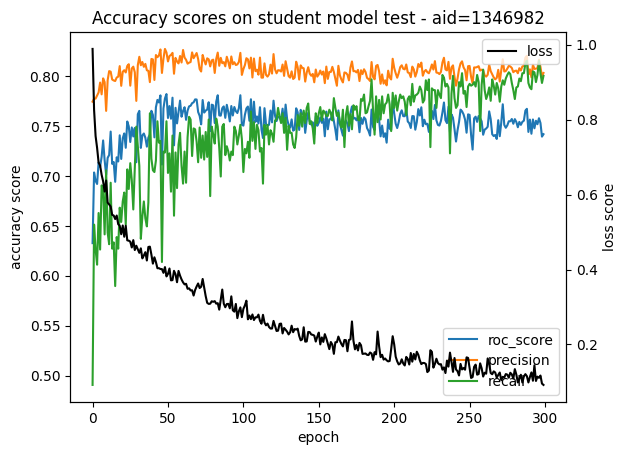 Accuracy scores on student model test - aid=1346982
loss
1.0
0.80
0.8
0.75
0.70
0.6
0.65
accuracy score
loss score
0.60
0.4
0.55
roc_score
precision
recall
0.2
0.50
0
50
100
150
200
250
300
epoch